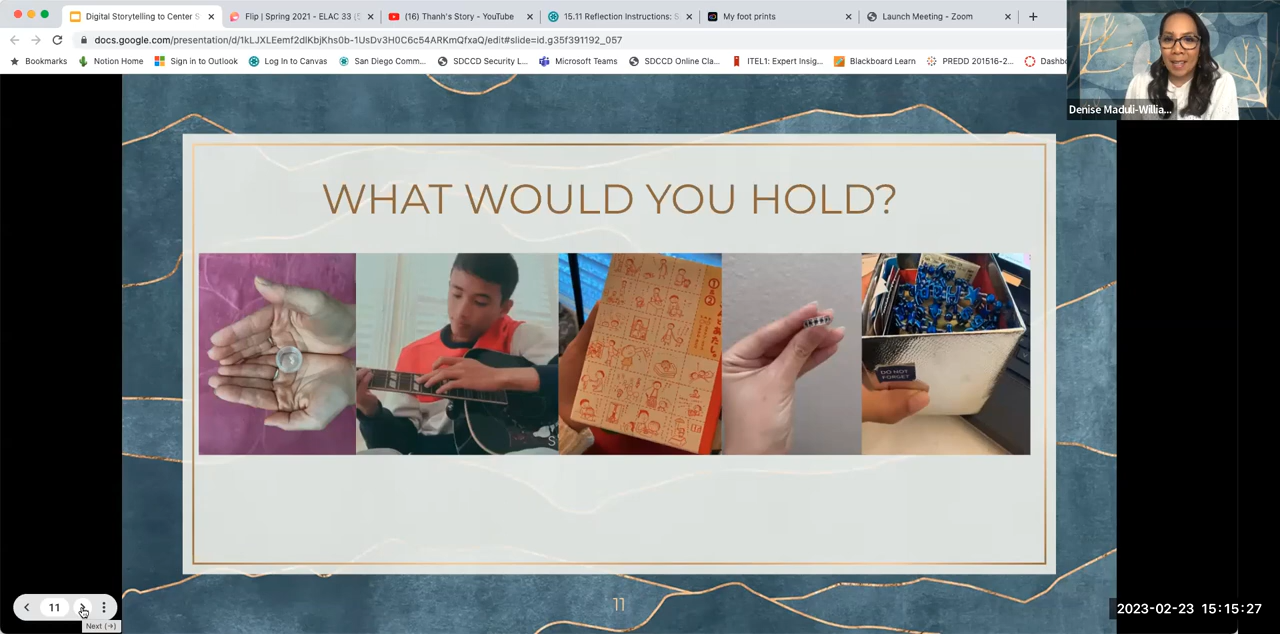 Digital Storytelling to Center S
Flip | Spring 2021 - ELAC 33 (
(16) Thanh's Story - YouTube
15.11 Reflection Instructions: S
My foot prints
Launch Meeting - Zoom
docs.google.com/presentation/d/1kLJXLEemf2dlKbjKhs0b-1UsDv3H0C6c54ARKmQfxaQ/edit#slide=id.g35f391192_057
Bookmarks
Notion Home
Sign in to Outlook
Log In to Canvas
San Diego Comm...
SDCCD Security L...
Microsoft Teams
SDCCD Online Cla...
ITEL1: Expert Insig...
Blackboard Learn
PREDD 201516-2...
Dashbo
Denise Maduli-Willia...
WHAT WOULD YOU HOLD?
DO NOT
FORGET
11
11
Next (→)
2023-02-23 15:15:27